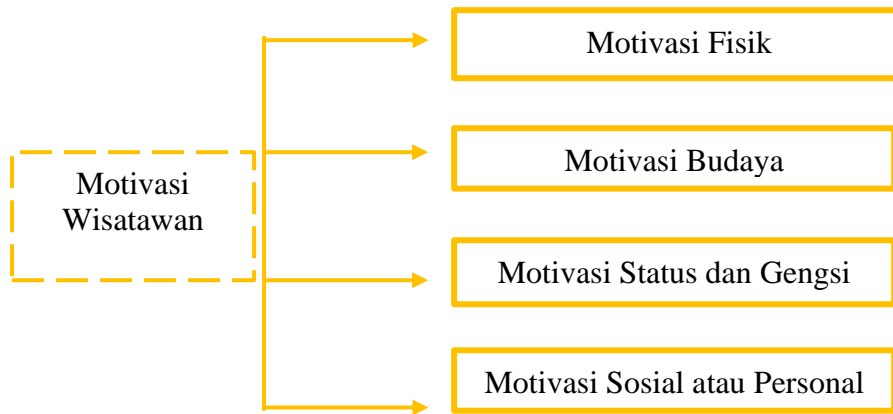 Motivasi Fisik
Motivasi Budaya
Motivasi
Wisatawan
Motivasi Status dan Gengsi
Motivasi Sosial atau Personal